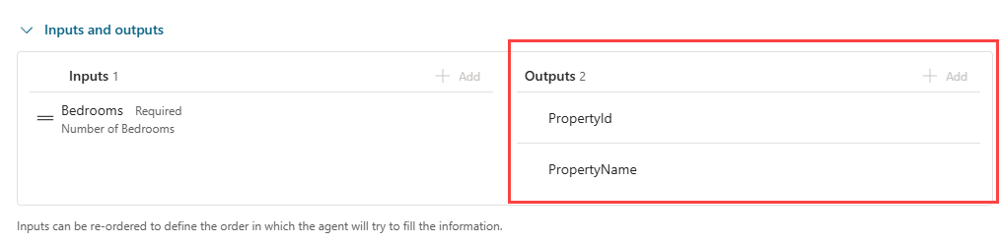 Inputs and outputs
Inputs 1
Add
Outputs 2
Add
Bedrooms Required
Number of Bedrooms
PropertyId
PropertyName
Inputs can be re-ordered to define the order in which the agent will try to fill the information.